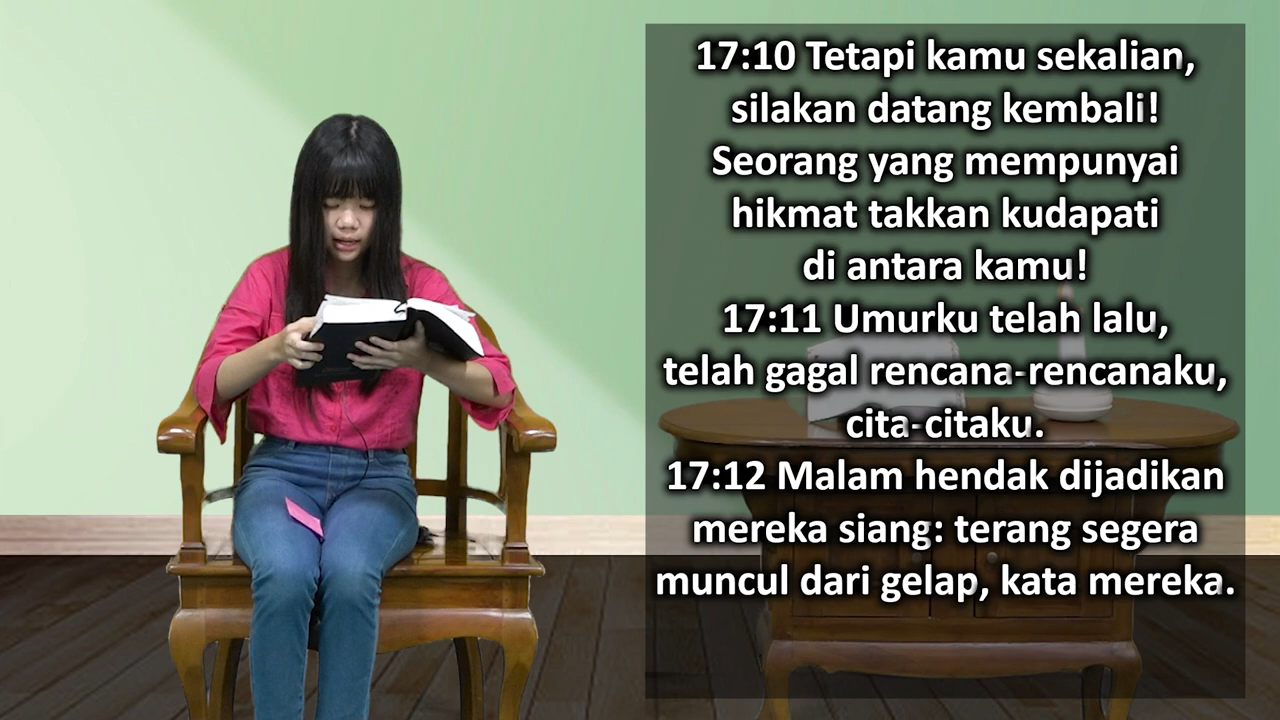 17:10 Tetapi kamu sekalian,
silakan datang kembali!
Seorang yang mempunyai
hikmat takkan kudapati
di antara kamu!
17:11 Umurku telah lalu,
telah gagal rencana-rencanaku,
cita-citaku.
17:12 Malam hendak dijadikan
mereka siang: terang segera
muncul dari gelap, kata mereka.